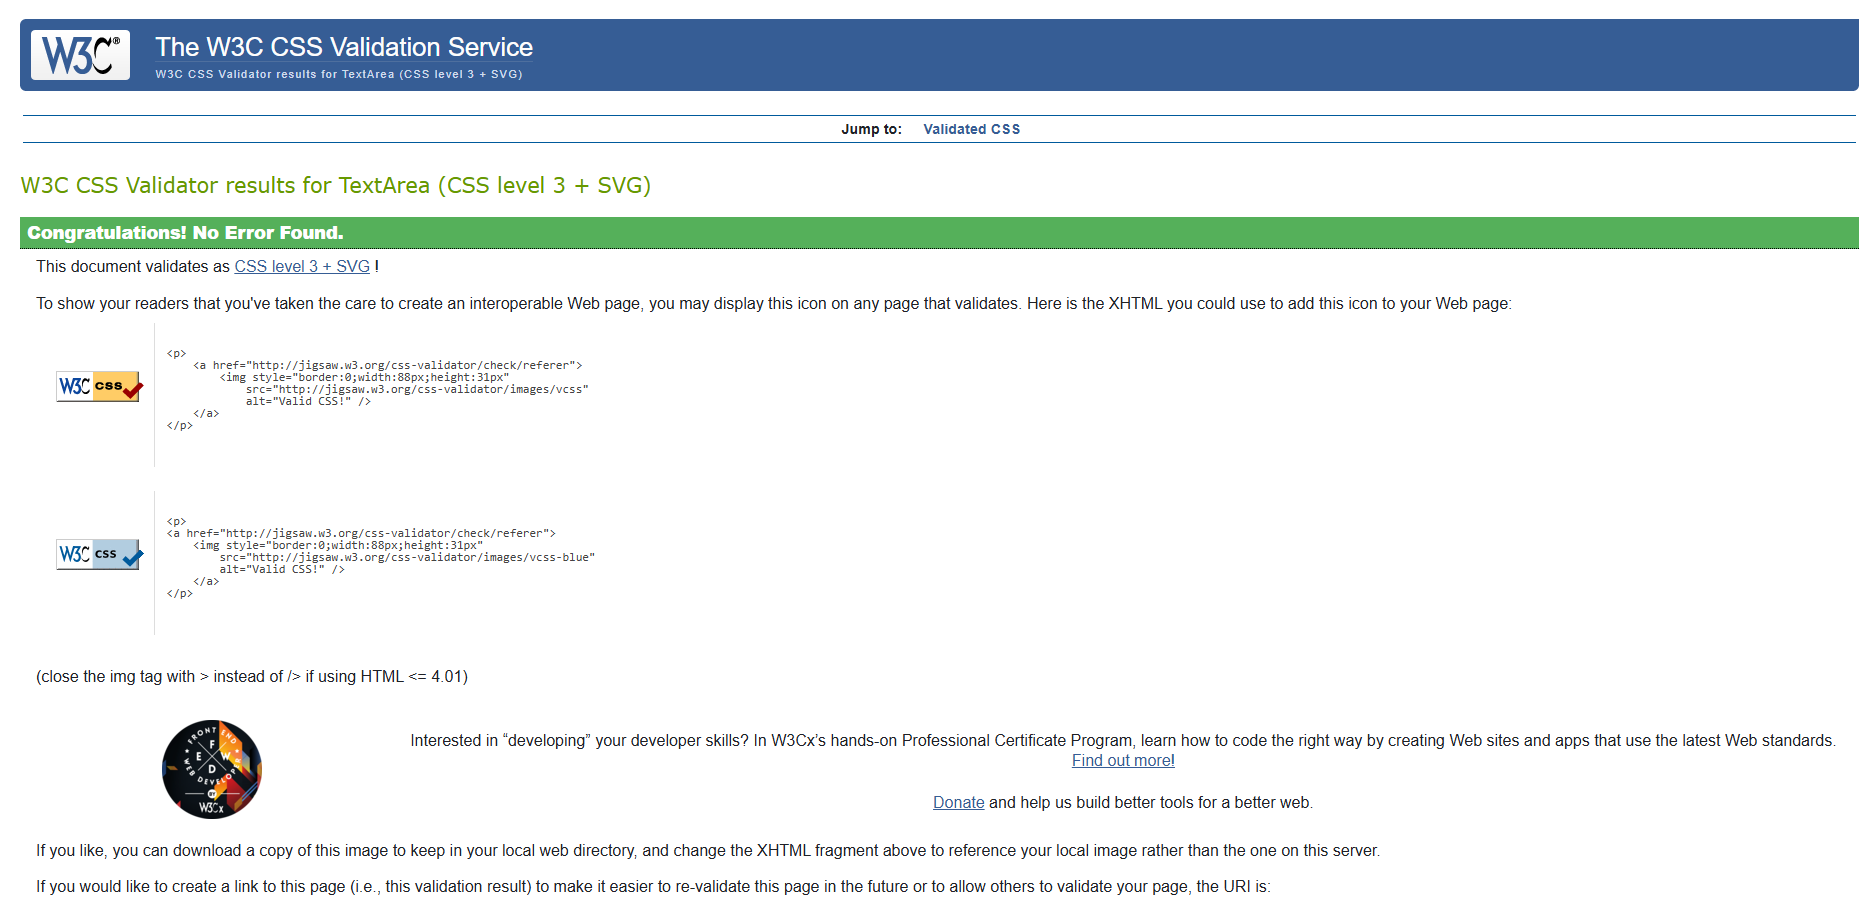 W3C®
The W3C CSS Validation Service
W3C CSS Validator results for TextArea (CSS level 3 + SVG)
Jump to: Validated CSS
W3C CSS Validator results for TextArea (CSS level 3 + SVG)
Congratulations! No Error Found.
This document validates as CSS level 3 + SVG !
To show your readers that you've taken the care to create an interoperable Web page, you may display this icon on any page that validates. Here is the XHTML you could use to add this icon to your Web page:
W3C css
<p>
<a href="http://jigsaw.w3.org/css-validator/check/referer">
<img style="border:0;width:88px;height:31px"
src="http://jigsaw.w3.org/css-validator/images/vcss"
alt="Valid CSS!" />
</a>
</p>
W3C css
<p>
<a href="http://jigsaw.w3.org/css-validator/check/referer">
<img style="border:0;width:88px;height:31px"
src="http://jigsaw.w3.org/css-validator/images/vcss-blue"
alt="Valid CSS!" />
</a>
</p>
(close the img tag with > instead of /> if using HTML <= 4.01)
FRONT END
F
E W
D
WEB DEVELOPER
BY
W3Cx
Interested in “developing” your developer skills? In W3Cx’s hands-on Professional Certificate Program, learn how to code the right way by creating Web sites and apps that use the latest Web standards.
Find out more!
Donate and help us build better tools for a better web.
If you like, you can download a copy of this image to keep in your local web directory, and change the XHTML fragment above to reference your local image rather than the one on this server.
If you would like to create a link to this page (i.e., this validation result) to make it easier to re-validate this page in the future or to allow others to validate your page, the URI is: